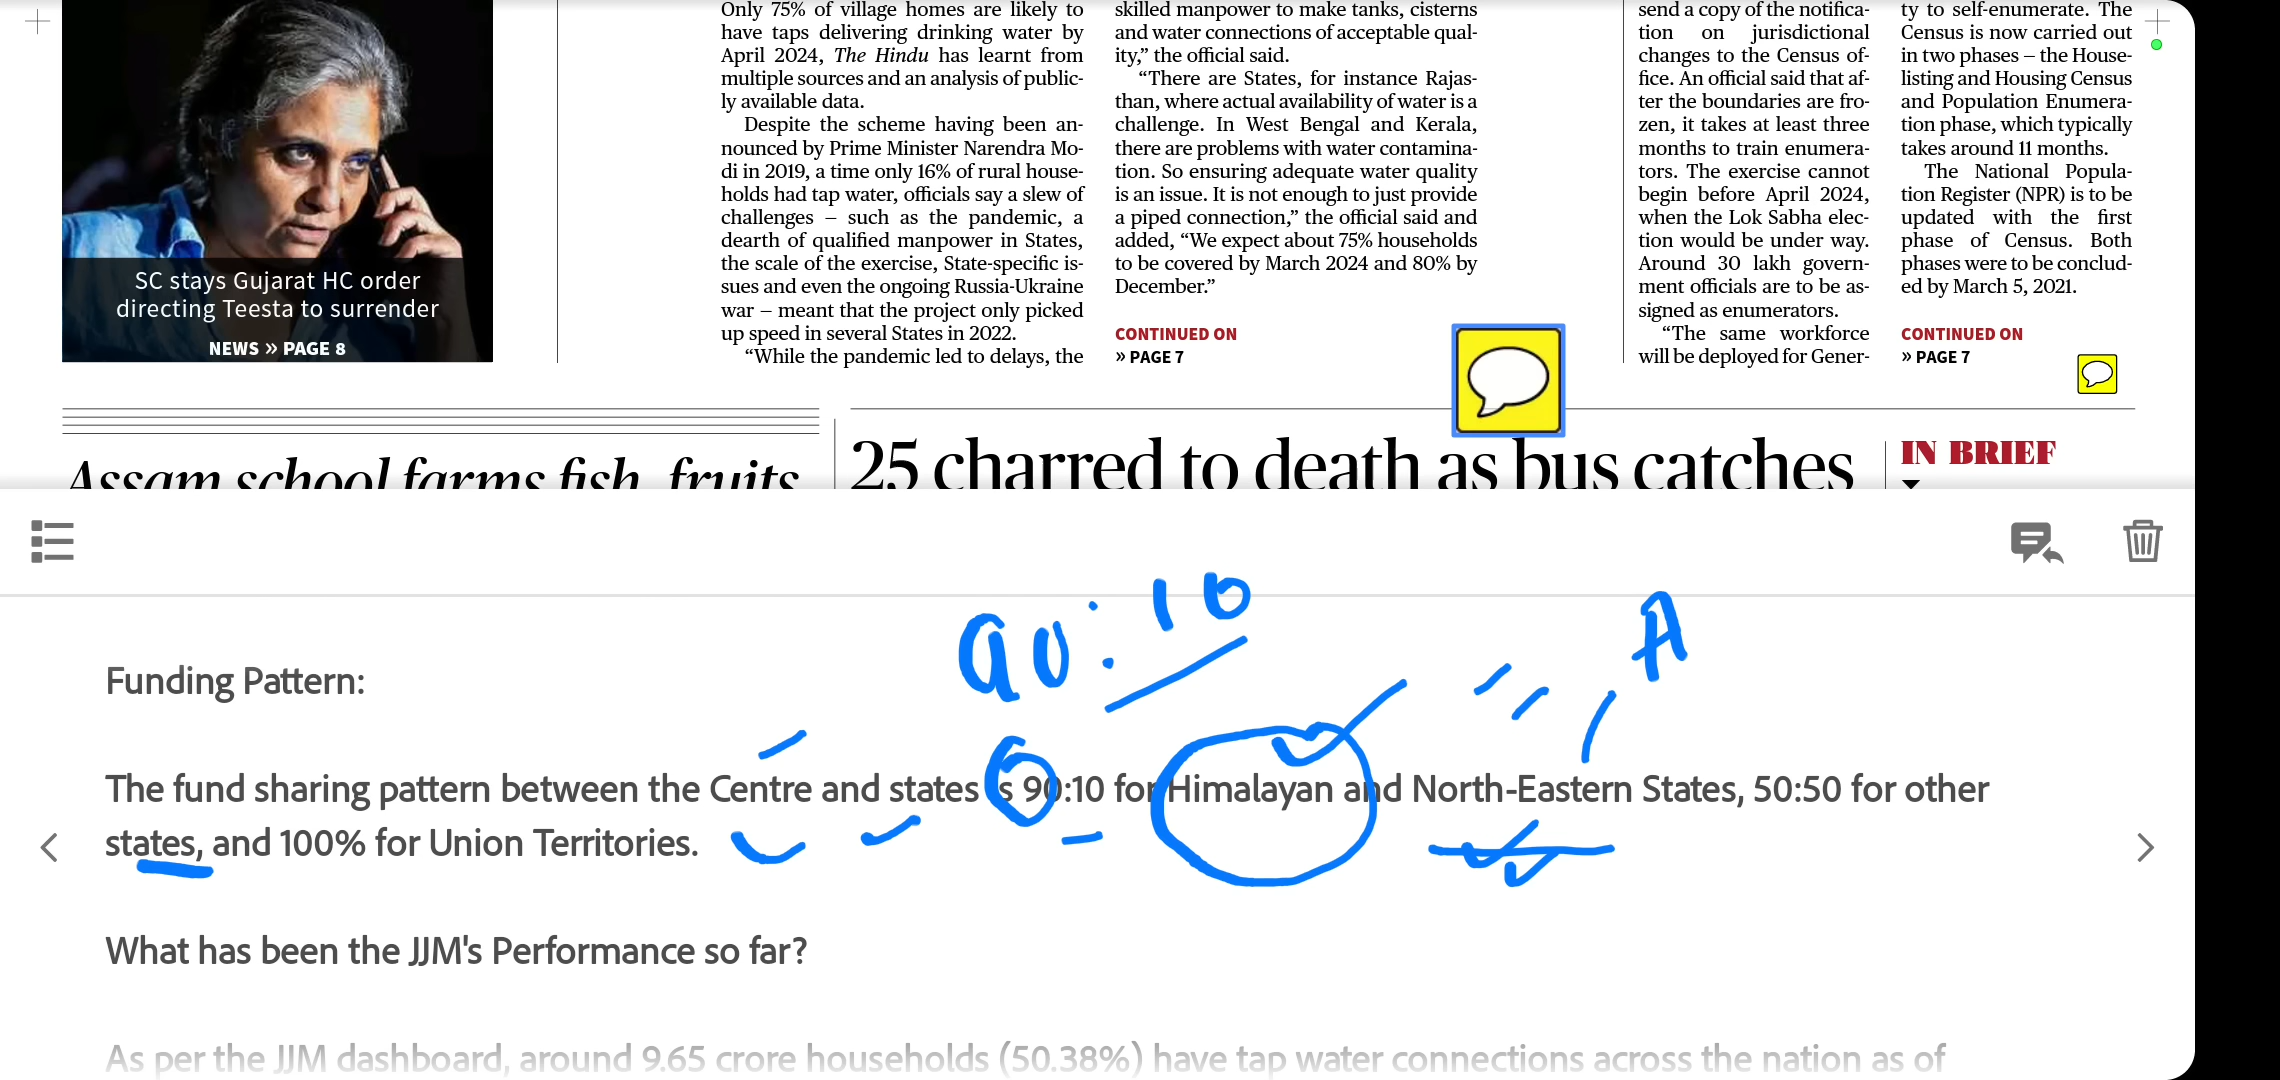 SC stays Gujarat HC order
directing Teesta to surrender
NEWS » PAGE 8
Only 75% of village homes are likely to
have taps delivering drinking water by
April 2024, The Hindu has learnt from
multiple sources and an analysis of public-
ly available data.
Despite the scheme having been an-
nounced by Prime Minister Narendra Mo-
di in 2019, a time only 16% of rural house-
holds had tap water, officials say a slew of
challenges — such as the pandemic, a
dearth of qualified manpower in States,
the scale of the exercise, State-specific is-
sues and even the ongoing Russia-Ukraine
war — meant that the project only picked
up speed in several States in 2022.
“While the pandemic led to delays, the
skilled manpower to make tanks, cisterns
and water connections of acceptable qual-
ity,” the official said.
“There are States, for instance Rajas-
than, where actual availability of water is a
challenge. In West Bengal and Kerala,
there are problems with water contamina-
tion. So ensuring adequate water quality
is an issue. It is not enough to just provide
a piped connection,” the official said and
added, “We expect about 75% households
to be covered by March 2024 and 80% by
December.”
CONTINUED ON
» PAGE 7
send a copy of the notifica-
tion on jurisdictional
changes to the Census of-
fice. An official said that af-
ter the boundaries are fro-
zen, it takes at least three
months to train enumera-
tors. The exercise cannot
begin before April 2024,
when the Lok Sabha elec-
tion would be under way.
Around 30 lakh govern-
ment officials are to be as-
signed as enumerators.
“The same workforce
will be deployed for Gener-
ty to self-enumerate. The
Census is now carried out
in two phases — the House-
listing and Housing Census
and Population Enumera-
tion phase, which typically
takes around 11 months.
The National Popula-
tion Register (NPR) is to be
updated with the first
phase of Census. Both
phases were to be conclud-
ed by March 5, 2021.
CONTINUED ON
» PAGE 7
Assam school farms fish, fruits
25 charred to death as bus catches
IN BRIEF
90:10
A
Funding Pattern:
The fund sharing pattern between the Centre and states is 90:10 for Himalayan and North-Eastern States, 50:50 for other
states, and 100% for Union Territories.
What has been the JJM's Performance so far?
As per the JJM dashboard, around 9.65 crore households (50.38%) have tap water connections across the nation as of